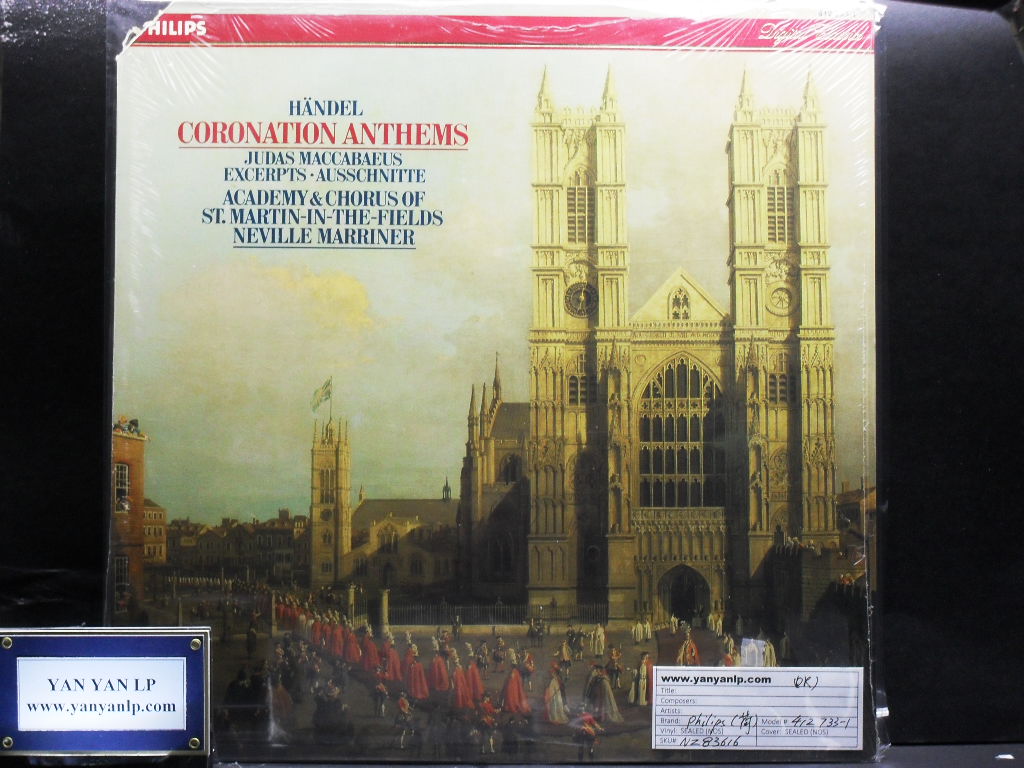 PHILIPS
HÄNDEL
CORONATION ANTHEMS
JUDAS MACCABAEUS
EXCERPTS · AUSSCHNITTE
ACADEMY & CHORUS OF
ST. MARTIN-IN-THE-FIELDS
NEVILLE MARRINER
YAN YAN LP
www.yanyanlp.com
www.yanyanlp.com
Title:
Composers:
Artists:
Brand: Philips (荷) Model # 412 733-1
Vinyl: SEALED (NOS) Cover: SEALED (NOS)
SKU# NZ83616